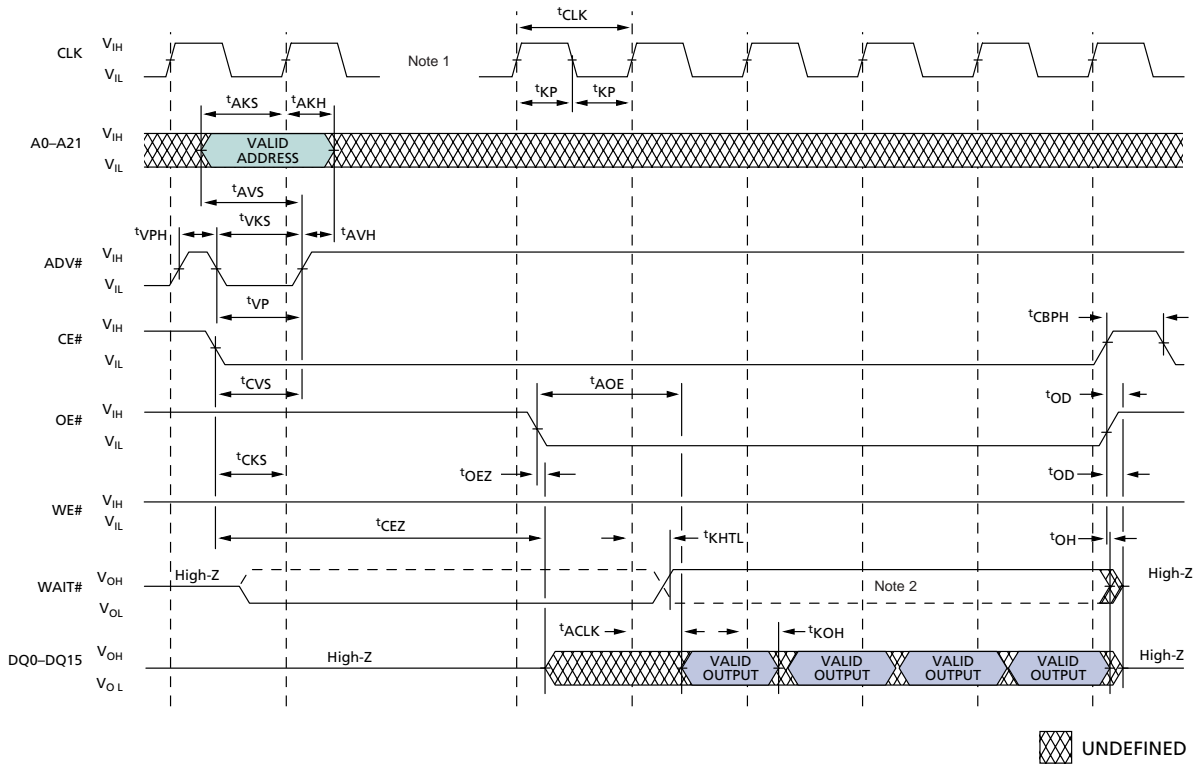 tCLK
CLK VIH
VIL
Note 1
tKP tKP
tAKS tAKH
A0–A21 VIH
VIL
VALID
ADDRESS
tAVS
tVPH tVKS tAVH
ADV# VIH
VIL
tVP
CE# VIH
VIL
tCBPH
tCVS tAOE
OE# VIH
VIL
tOD
tCKS
tOEZ
tOD
WE# VIH
VIL
tCEZ
tKHTL
tOH
WAIT# VOH
VOL
High-Z
Note 2
High-Z
tACLK tKOH
DQ0–DQ15 VOH
VO L
High-Z
VALID
OUTPUT
VALID
OUTPUT
VALID
OUTPUT
VALID
OUTPUT
High-Z
UNDEFINED